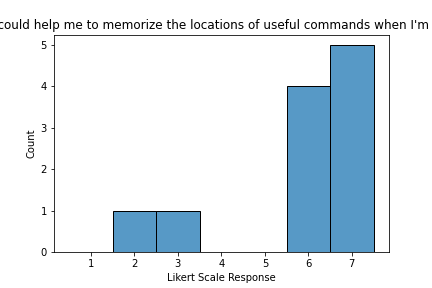 could help me to memorize the locations of useful commands when I'm
5
4
3
2
1
0
Count
1 2 3 4 5 6 7
Likert Scale Response